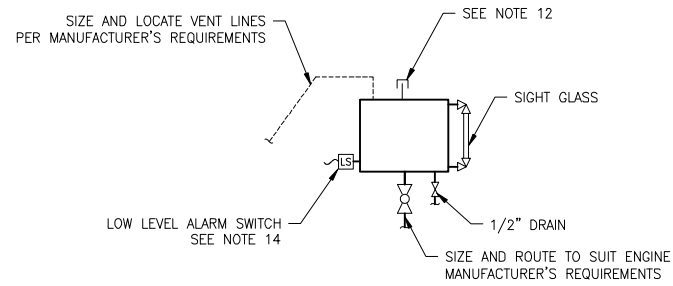 SIZE AND LOCATE VENT LINES
PER MANUFACTURER'S REQUIREMENTS
SEE NOTE 12
SIGHT GLASS
LS
LOW LEVEL ALARM SWITCH
SEE NOTE 14
1/2" DRAIN
SIZE AND ROUTE TO SUIT ENGINE
MANUFACTURER'S REQUIREMENTS